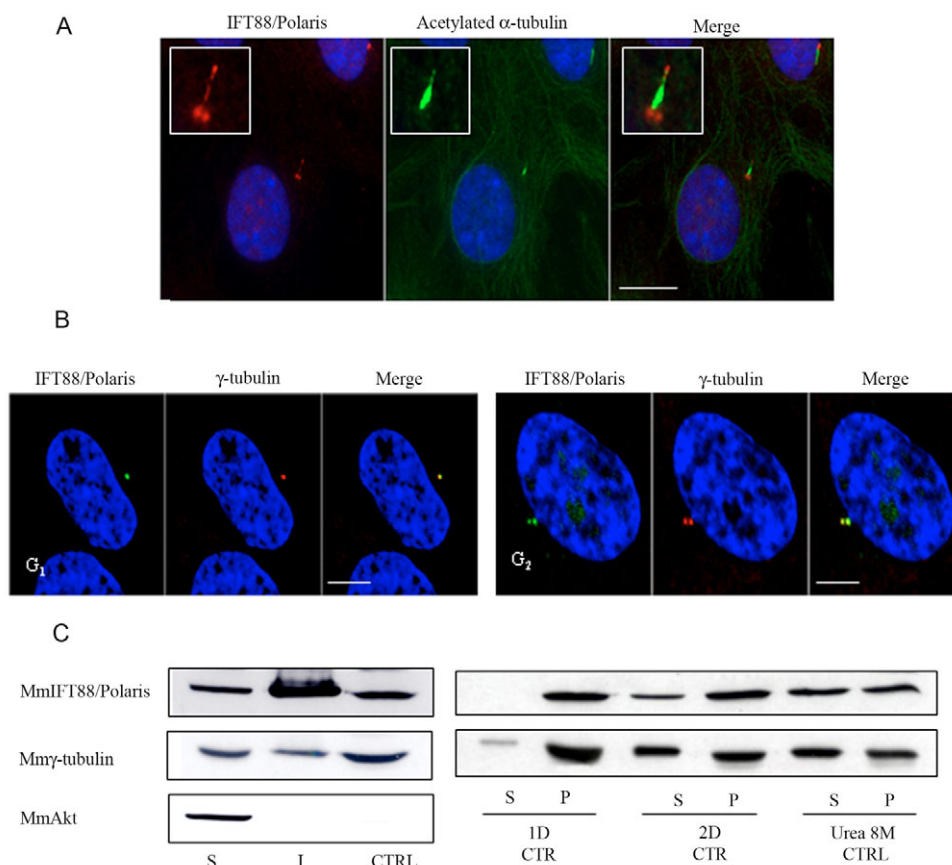 A
IFT88/Polaris Acetylated α-tubulin Merge
B
IFT88/Polaris γ-tubulin Merge IFT88/Polaris γ-tubulin Merge
G1 G2
C
MmIFT88/Polaris
Mmγ-tubulin
MmAkt
S I CTRL
S P S P S P
1D 2D Urea 8M
CTR CTR CTRL